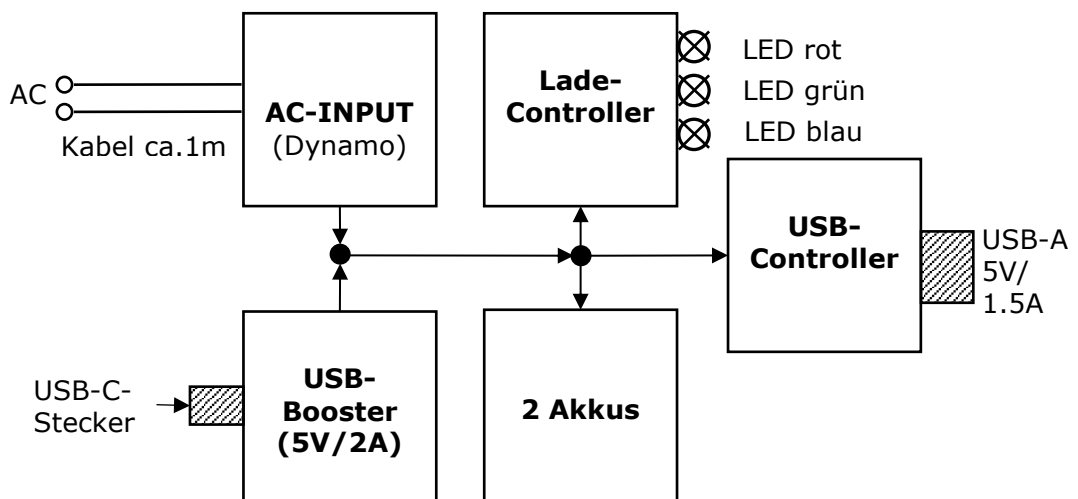 AC
Kabel ca.1m
AC-INPUT
(Dynamo)
Lade-
Controller
LED rot
LED grün
LED blau
USB-
Controller
USB-A
5V/
1.5A
USB-C-
Stecker
USB-
Booster
(5V/2A)
2 Akkus